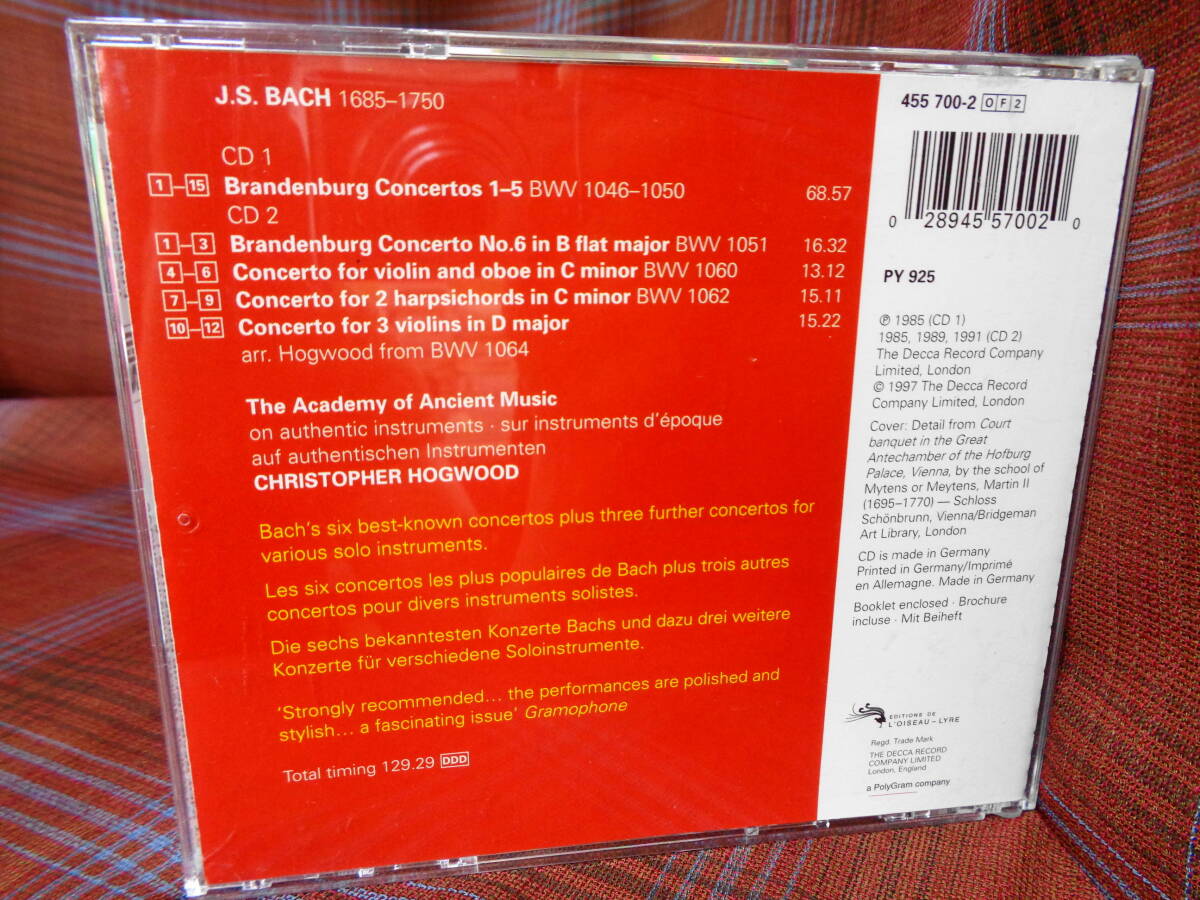 J.S. BACH 1685–1750
CD 1
1–15 Brandenburg Concertos 1–5 BWV 1046–1050 68.57
CD 2
1–3 Brandenburg Concerto No.6 in B flat major BWV 1051 16.32
4–6 Concerto for violin and oboe in C minor BWV 1060 13.12
7–9 Concerto for 2 harpsichords in C minor BWV 1062 15.11
10–12 Concerto for 3 violins in D major 15.22
arr. Hogwood from BWV 1064
The Academy of Ancient Music
on authentic instruments · sur instruments d'époque
auf authentischen Instrumenten
CHRISTOPHER HOGWOOD
Bach's six best-known concertos plus three further concertos for
various solo instruments.
Les six concertos les plus populaires de Bach plus trois autres
concertos pour divers instruments solistes.
Die sechs bekanntesten Konzerte Bachs und dazu drei weitere
Konzerte für verschiedene Soloinstrumente.
'Strongly recommended... the performances are polished and
stylish... a fascinating issue' Gramophone
Total timing 129.29 DDD
455 700-2 OF2
0 28945 57002 0
PY 925
℗ 1985 (CD 1)
1985, 1989, 1991 (CD 2)
The Decca Record Company
Limited, London
© 1997 The Decca Record
Company Limited, London
Cover: Detail from Court
banquet in the Great
Antechamber of the Hofburg
Palace, Vienna, by the school of
Mytens or Meytens, Martin II
(1695–1770) — Schloss
Schönbrunn, Vienna/Bridgeman
Art Library, London
CD is made in Germany
Printed in Germany/Imprimé
en Allemagne. Made in Germany
Booklet enclosed · Brochure
incluse · Mit Beiheft
EDITIONS DE
L'OISEAU–LYRE
Regd. Trade Mark
THE DECCA RECORD
COMPANY LIMITED
London, England
a PolyGram company